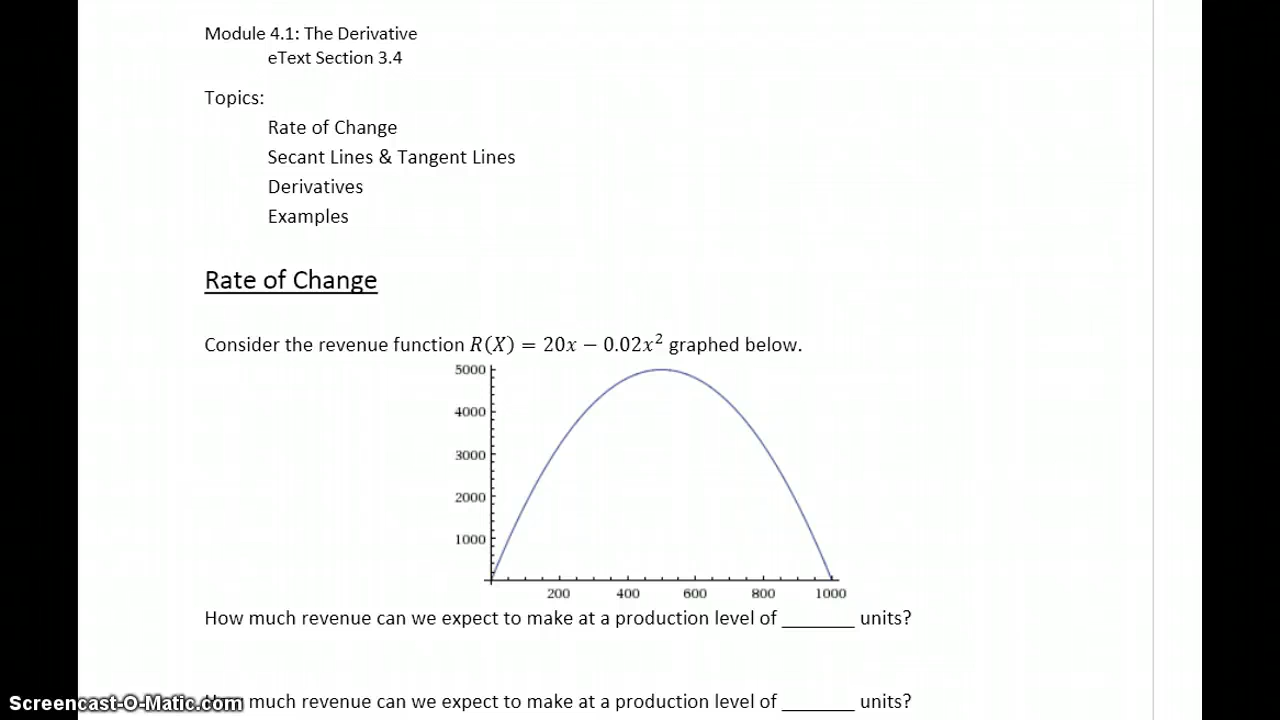 Module 4.1: The Derivative
eText Section 3.4
Topics:
Rate of Change
Secant Lines & Tangent Lines
Derivatives
Examples
Rate of Change
Consider the revenue function R(X) = 20x − 0.02x² graphed below.
5000
4000
3000
2000
1000
200 400 600 800 1000
How much revenue can we expect to make at a production level of _______ units?
How much revenue can we expect to make at a production level of _______ units?
Screencast-O-Matic.com